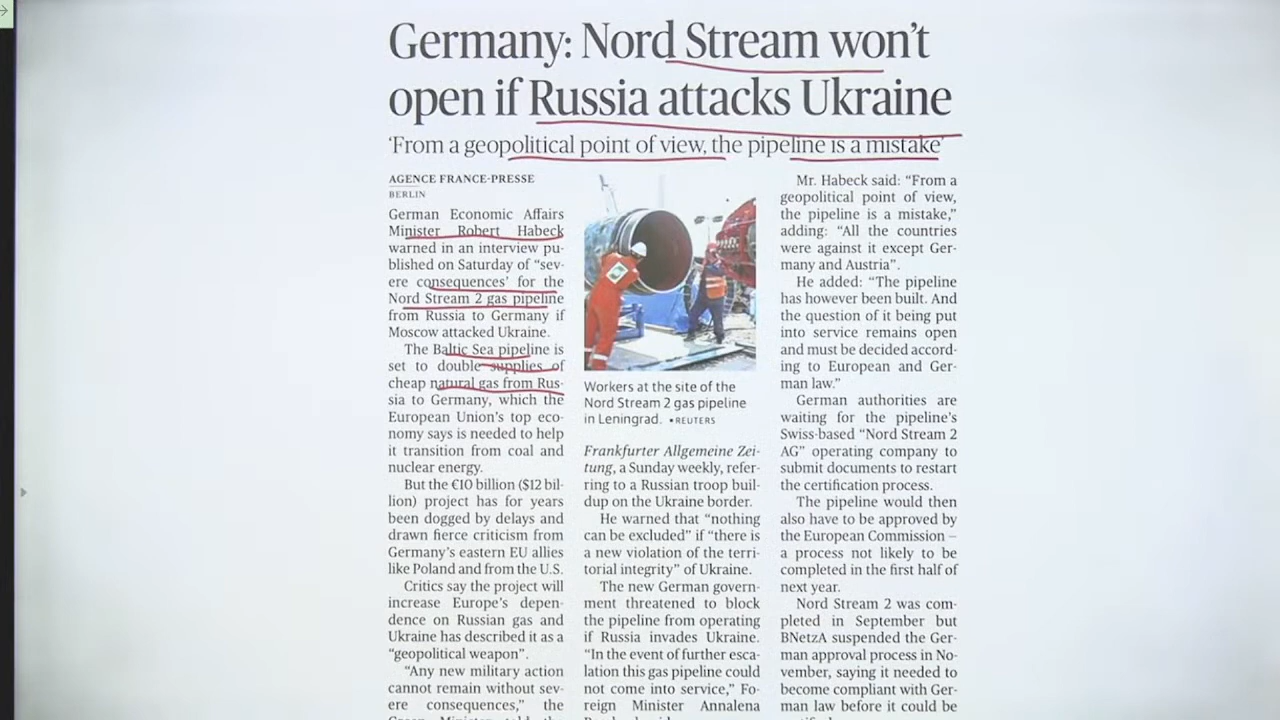 Germany: Nord Stream won't
open if Russia attacks Ukraine
'From a geopolitical point of view, the pipeline is a mistake'
AGENCE FRANCE-PRESSE
BERLIN
German Economic Affairs
Minister Robert Habeck
warned in an interview pu-
blished on Saturday of “sev-
ere consequences’ for the
Nord Stream 2 gas pipeline
from Russia to Germany if
Moscow attacked Ukraine.
The Baltic Sea pipeline is
set to double supplies of
cheap natural gas from Rus-
sia to Germany, which the
European Union's top eco-
nomy says is needed to help
it transition from coal and
nuclear energy.
But the €10 billion ($12 bil-
lion) project has for years
been dogged by delays and
drawn fierce criticism from
Germany's eastern EU allies
like Poland and from the U.S.
Critics say the project will
increase Europe's depen-
dence on Russian gas and
Ukraine has described it as a
“geopolitical weapon”.
“Any new military action
cannot remain without sev-
ere consequences,” the
Workers at the site of the
Nord Stream 2 gas pipeline
in Leningrad. •REUTERS
Frankfurter Allgemeine Zei-
tung, a Sunday weekly, refer-
ring to a Russian troop buil-
dup on the Ukraine border.
He warned that “nothing
can be excluded” if “there is
a new violation of the terri-
torial integrity” of Ukraine.
The new German govern-
ment threatened to block
the pipeline from operating
if Russia invades Ukraine.
“In the event of further esca-
lation this gas pipeline could
not come into service,” Fo-
reign Minister Annalena
Mr. Habeck said: “From a
geopolitical point of view,
the pipeline is a mistake,”
adding: “All the countries
were against it except Ger-
many and Austria”.
He added: “The pipeline
has however been built. And
the question of it being put
into service remains open
and must be decided accord-
ing to European and Ger-
man law.”
German authorities are
waiting for the pipeline's
Swiss-based “Nord Stream 2
AG” operating company to
submit documents to restart
the certification process.
The pipeline would then
also have to be approved by
the European Commission –
a process not likely to be
completed in the first half of
next year.
Nord Stream 2 was com-
pleted in September but
BNetzA suspended the Ger-
man approval process in No-
vember, saying it needed to
become compliant with Ger-
man law before it could be